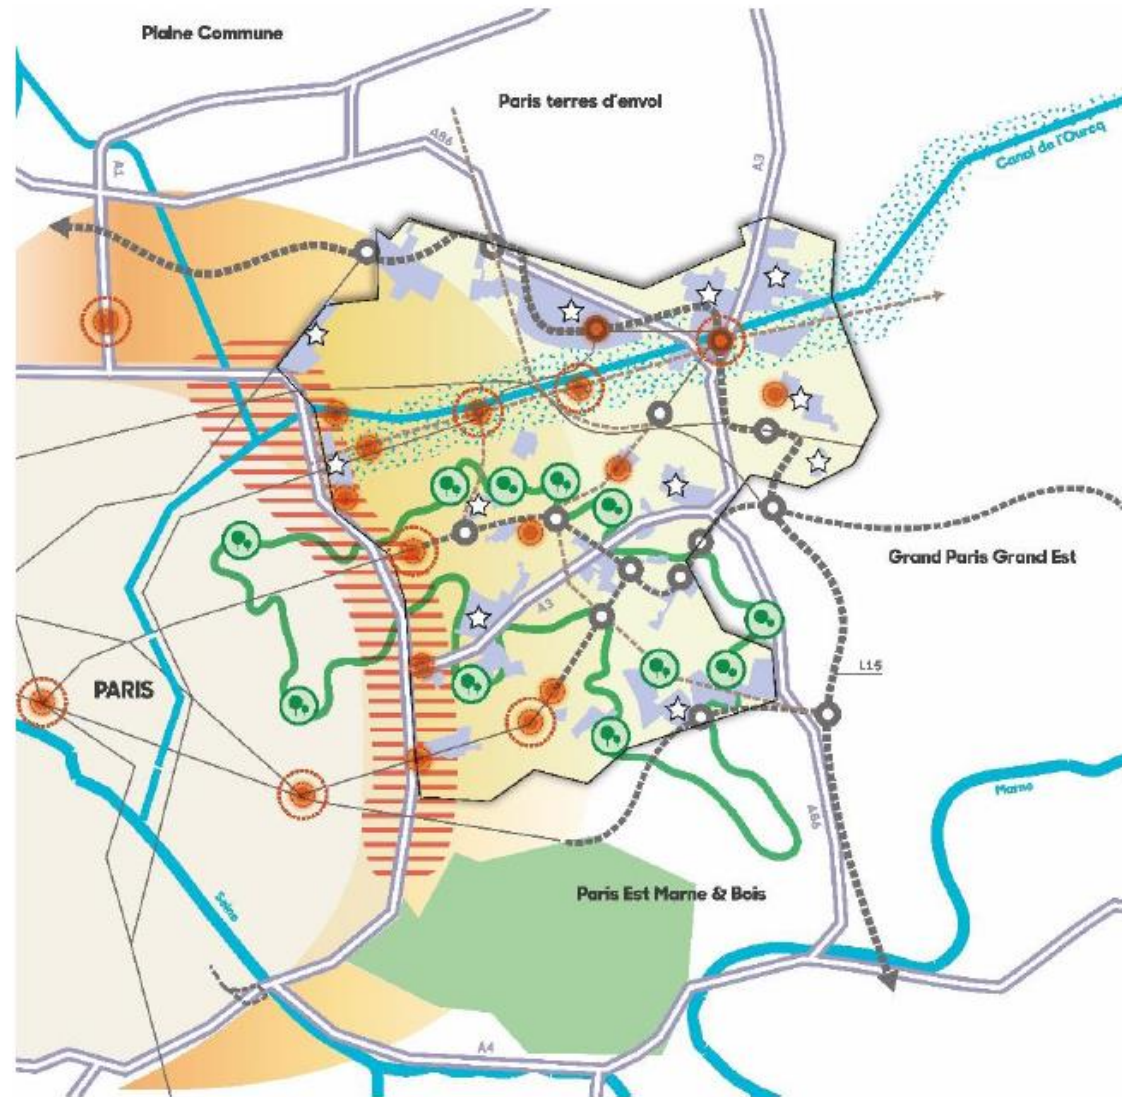 Plaine Commune
Paris terres d'envol
A86
A3
A1
Canal de l'Ourcq
Grand Paris Grand Est
A3
L15
PARIS
Marne
A86
Seine
Paris Est Marne & Bois
A4